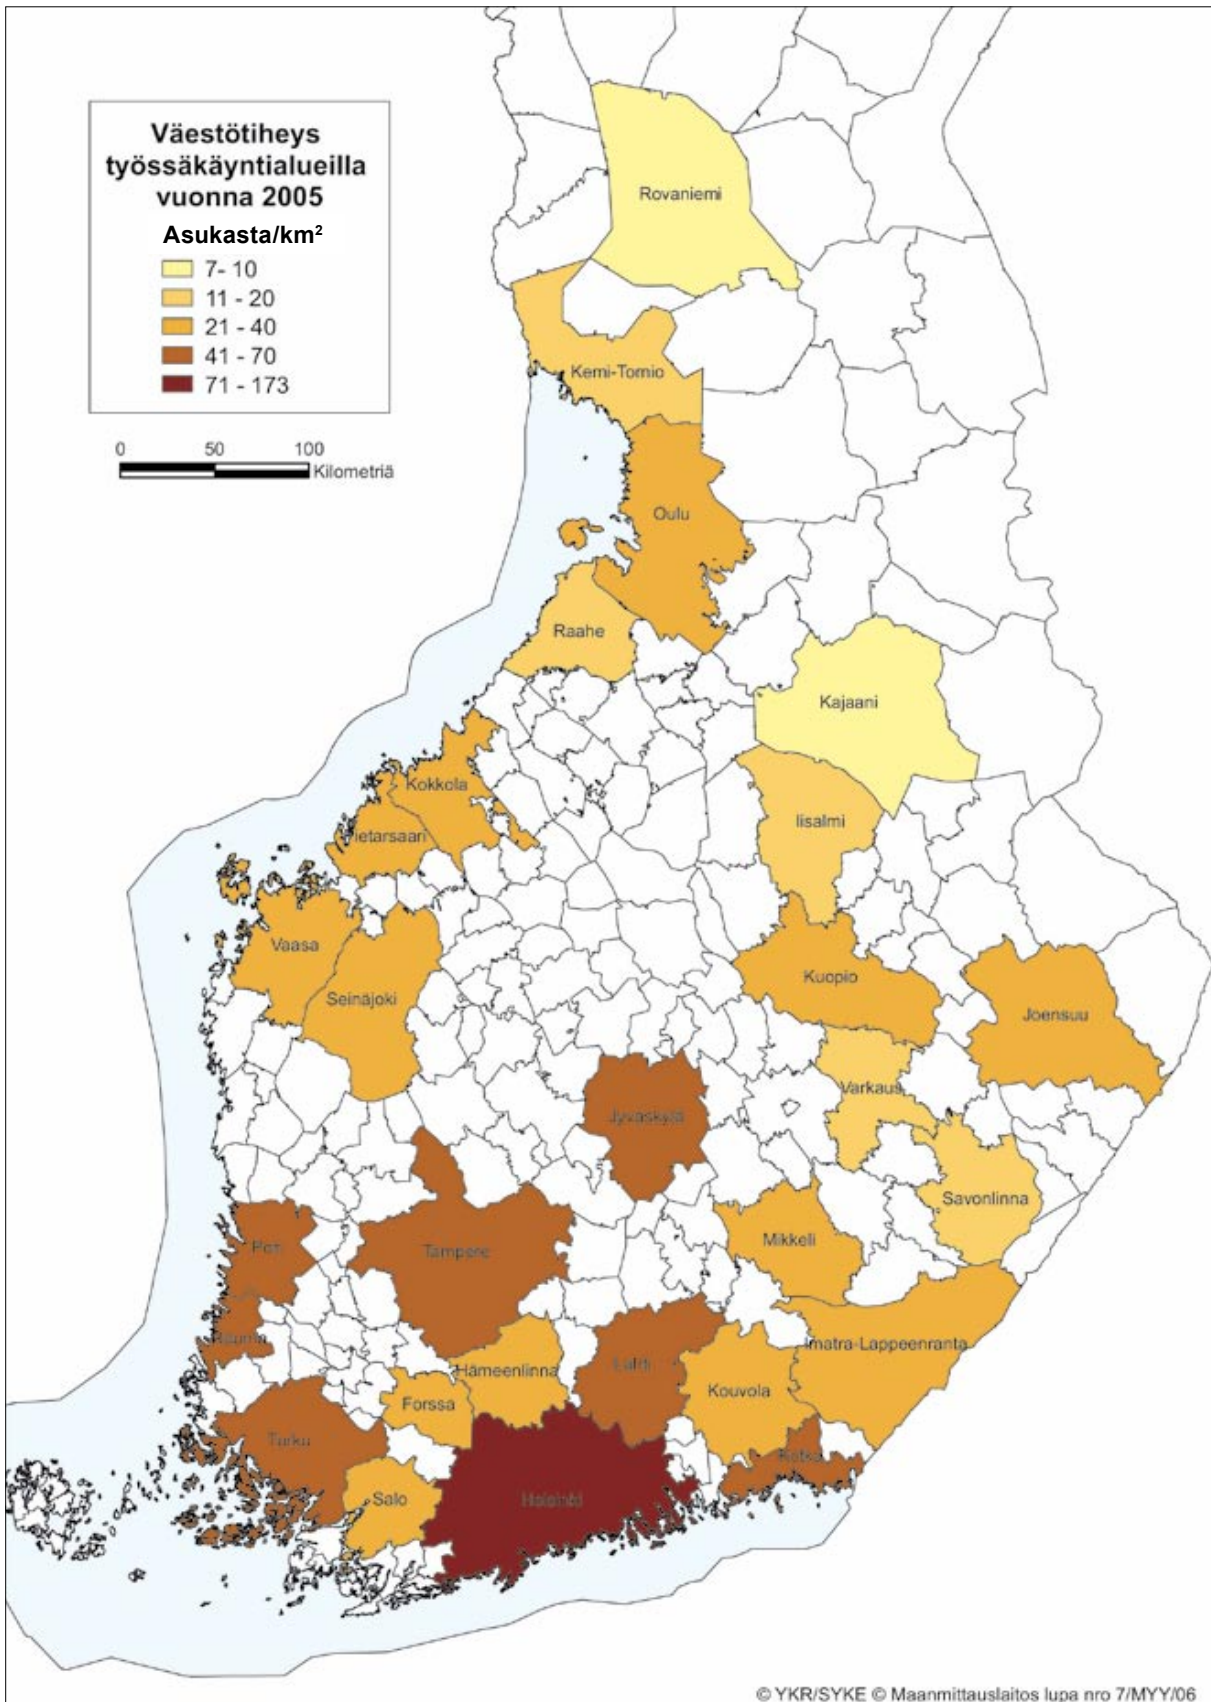 Väestötiheys
työssäkäyntialueilla
vuonna 2005
Asukasta/km²
7- 10
11 - 20
21 - 40
41 - 70
71 - 173
0 50 100
Kilometriä
Rovaniemi
Kemi-Tornio
Oulu
Raahe
Kajaani
Kokkola
Pietarsaari
Iisalmi
Vaasa
Seinäjoki
Kuopio
Joensuu
Varkaus
Jyväskylä
Savonlinna
Pori
Tampere
Mikkeli
Rauma
Imatra-Lappeenranta
Hämeenlinna
Lahti
Kouvola
Forssa
Turku
Kotka
Salo
Helsinki
© YKR/SYKE © Maanmittauslaitos lupa nro 7/MYY/06